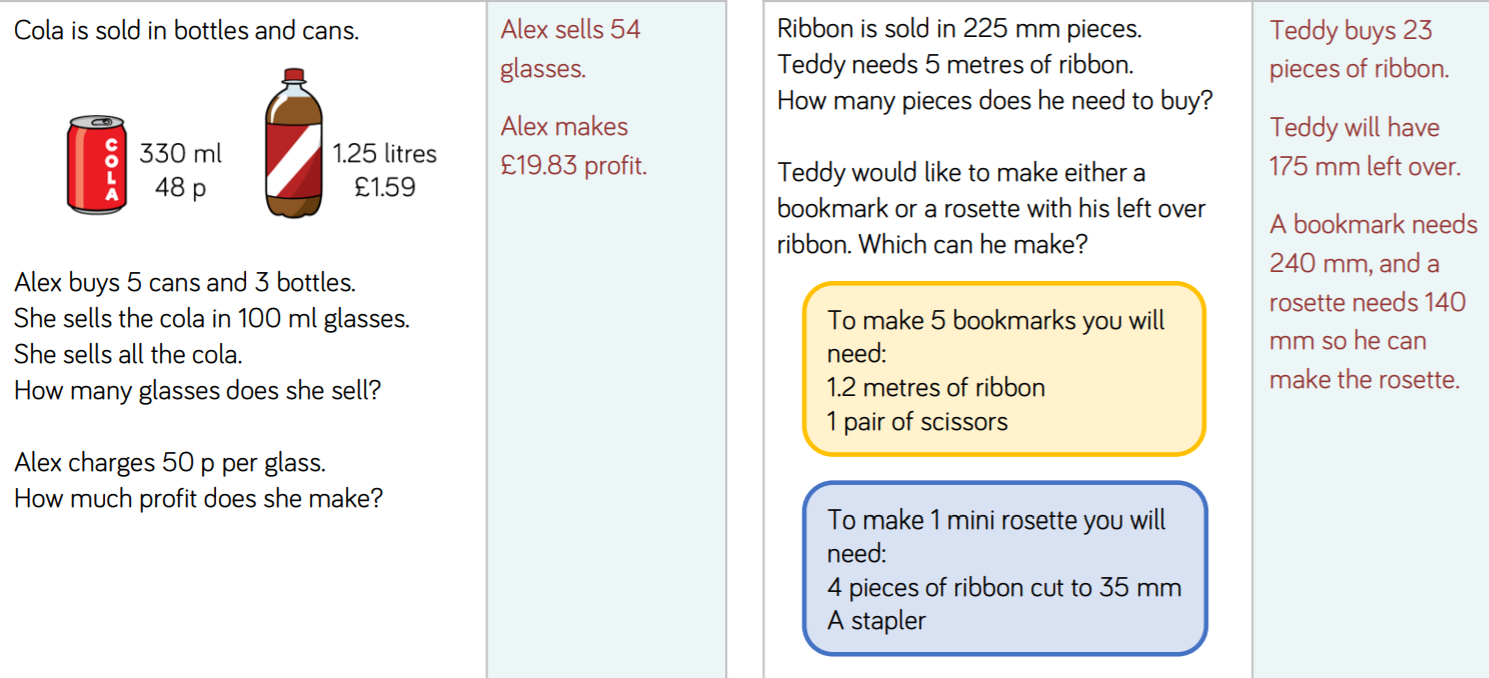 Cola is sold in bottles and cans.
COLA
330 ml
48 p
1.25 litres
£1.59
Alex buys 5 cans and 3 bottles.
She sells the cola in 100 ml glasses.
She sells all the cola.
How many glasses does she sell?
Alex charges 50 p per glass.
How much profit does she make?
Alex sells 54
glasses.
Alex makes
£19.83 profit.
Ribbon is sold in 225 mm pieces.
Teddy needs 5 metres of ribbon.
How many pieces does he need to buy?
Teddy would like to make either a
bookmark or a rosette with his left over
ribbon. Which can he make?
To make 5 bookmarks you will
need:
1.2 metres of ribbon
1 pair of scissors
To make 1 mini rosette you will
need:
4 pieces of ribbon cut to 35 mm
A stapler
Teddy buys 23
pieces of ribbon.
Teddy will have
175 mm left over.
A bookmark needs
240 mm, and a
rosette needs 140
mm so he can
make the rosette.